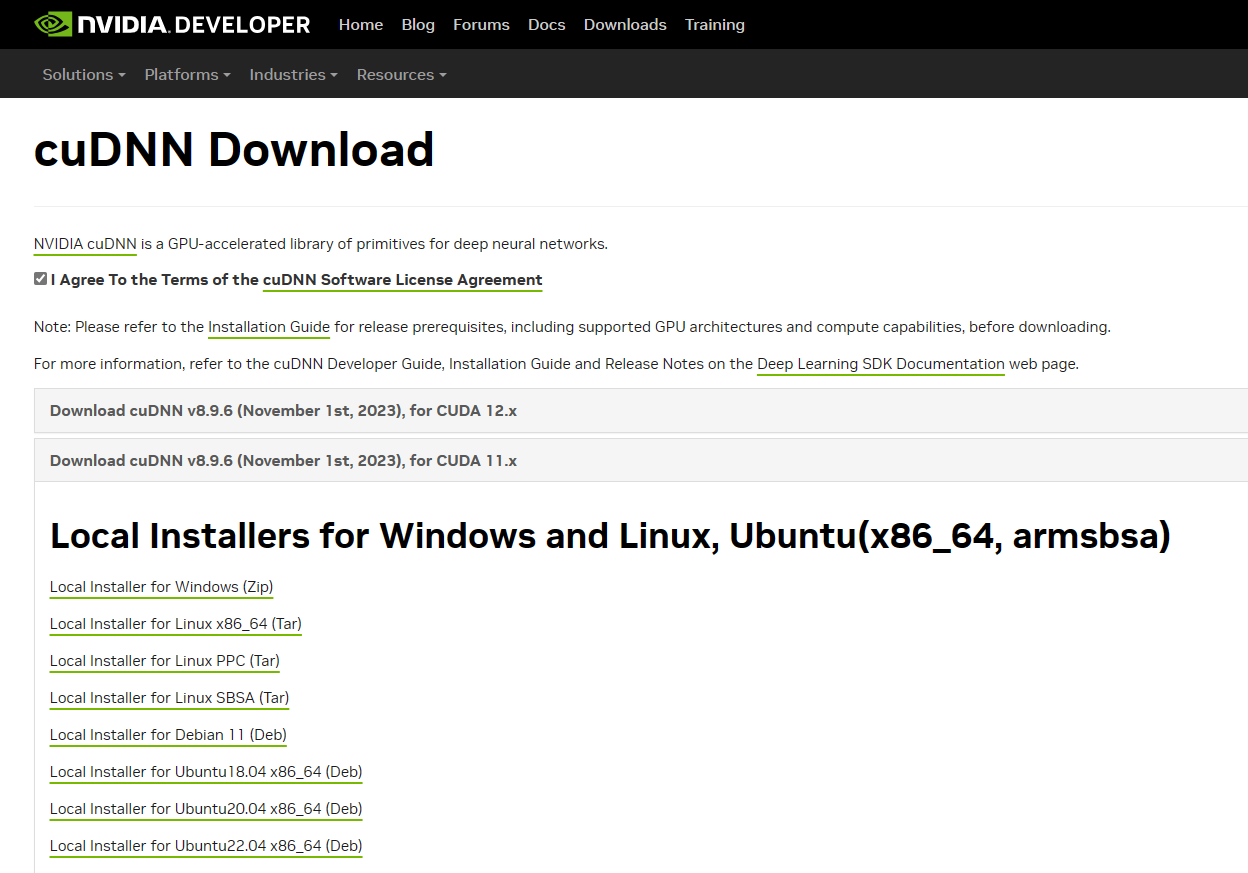 NVIDIA. DEVELOPER Home Blog Forums Docs Downloads Training
Solutions Platforms Industries Resources
cuDNN Download
NVIDIA cuDNN is a GPU-accelerated library of primitives for deep neural networks.
I Agree To the Terms of the cuDNN Software License Agreement
Note: Please refer to the Installation Guide for release prerequisites, including supported GPU architectures and compute capabilities, before downloading.
For more information, refer to the cuDNN Developer Guide, Installation Guide and Release Notes on the Deep Learning SDK Documentation web page.
Download cuDNN v8.9.6 (November 1st, 2023), for CUDA 12.x
Download cuDNN v8.9.6 (November 1st, 2023), for CUDA 11.x
Local Installers for Windows and Linux, Ubuntu(x86_64, armsbsa)
Local Installer for Windows (Zip)
Local Installer for Linux x86_64 (Tar)
Local Installer for Linux PPC (Tar)
Local Installer for Linux SBSA (Tar)
Local Installer for Debian 11 (Deb)
Local Installer for Ubuntu18.04 x86_64 (Deb)
Local Installer for Ubuntu20.04 x86_64 (Deb)
Local Installer for Ubuntu22.04 x86_64 (Deb)